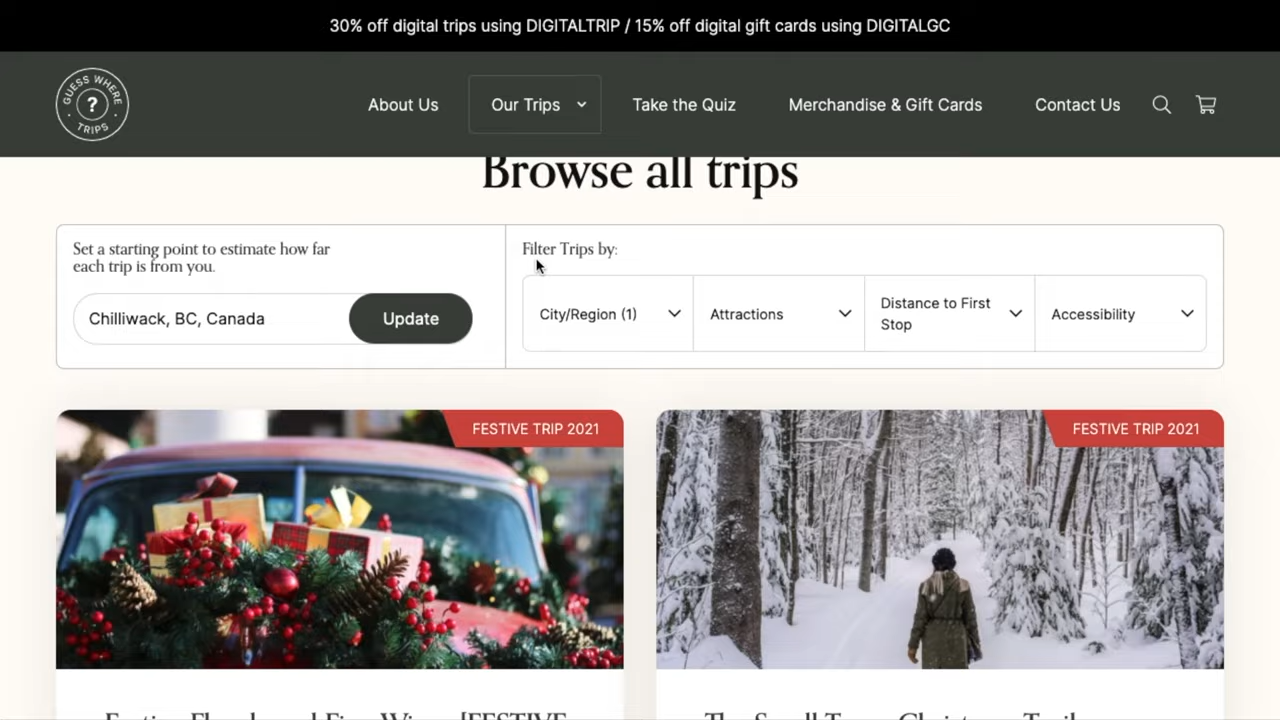 30% off digital trips using DIGITALTRIP / 15% off digital gift cards using DIGITALGC
GUESS WHERE
?
TRIPS
About Us
Our Trips
Take the Quiz
Merchandise & Gift Cards
Contact Us
Browse all trips
Set a starting point to estimate how far
each trip is from you.
Chilliwack, BC, Canada
Update
Filter Trips by:
City/Region (1)
Attractions
Distance to First
Stop
Accessibility
FESTIVE TRIP 2021
FESTIVE TRIP 2021